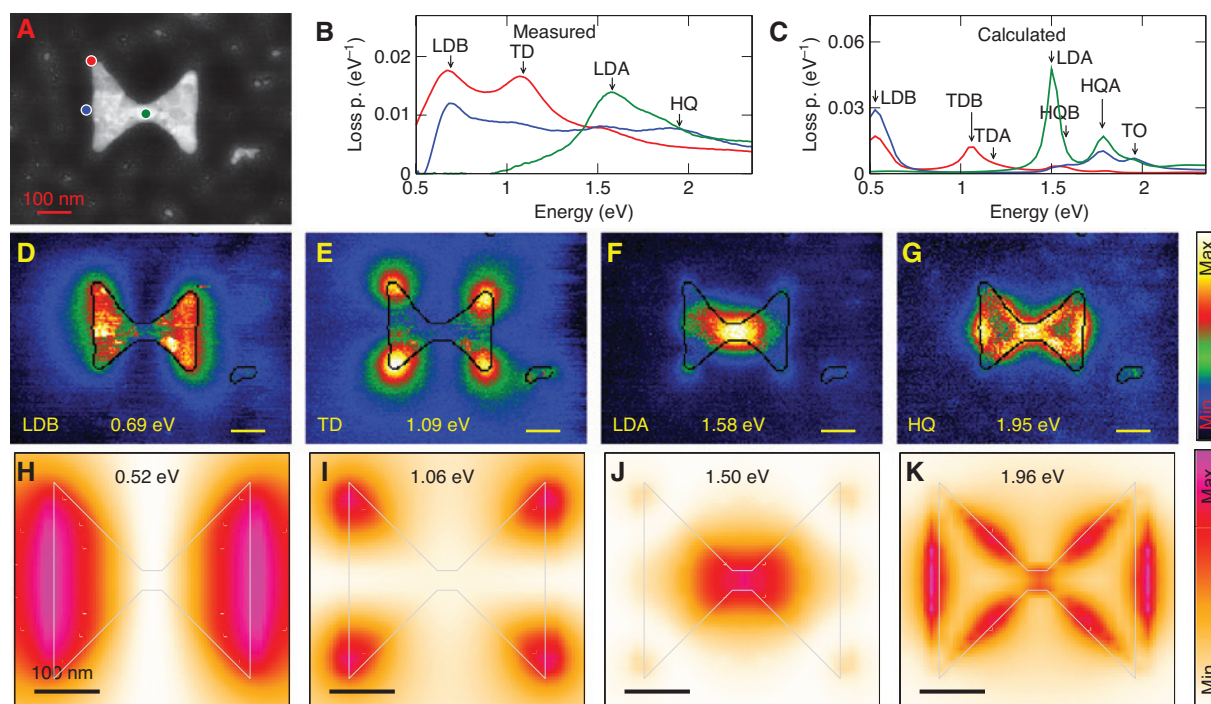 A
100 nm
B
Measured
LDB
TD
LDA
HQ
0.02
0.01
0
Loss p. (eV⁻¹)
0.5
1
1.5
2
Energy (eV)
C
Calculated
LDB
TDB
TDA
LDA
HQB
HQA
TO
0.06
0.03
0
Loss p. (eV⁻¹)
0.5
1
1.5
2
Energy (eV)
D
LDB 0.69 eV
E
TD 1.09 eV
F
LDA 1.58 eV
G
HQ 1.95 eV
Max
Min
H 0.52 eV
100 nm
I 1.06 eV
J 1.50 eV
K 1.96 eV
Max
Min